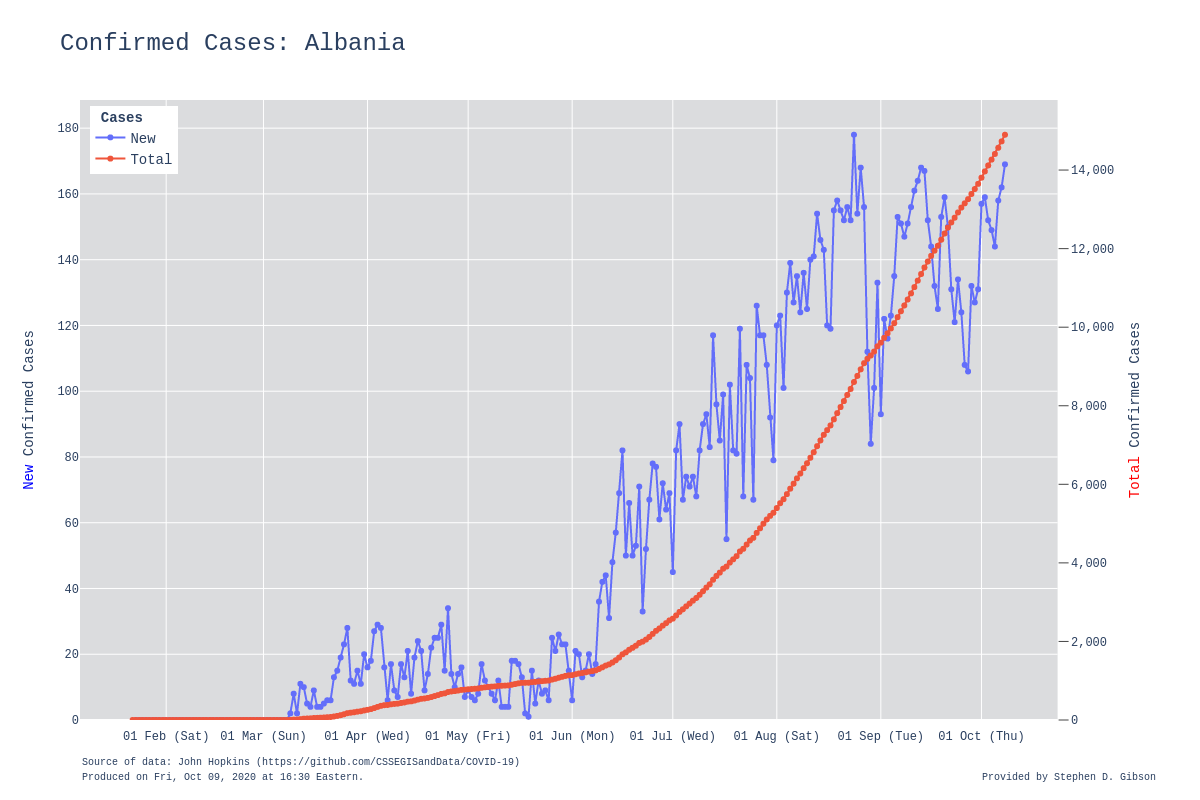 Confirmed Cases: Albania
Cases
New
Total
180
160
140
120
100
80
60
40
20
0
14,000
12,000
10,000
8,000
6,000
4,000
2,000
0
New Confirmed Cases
Total Confirmed Cases
01 Feb (Sat) 01 Mar (Sun) 01 Apr (Wed) 01 May (Fri) 01 Jun (Mon) 01 Jul (Wed) 01 Aug (Sat) 01 Sep (Tue) 01 Oct (Thu)
Source of data: John Hopkins (https://github.com/CSSEGISandData/COVID-19)
Produced on Fri, Oct 09, 2020 at 16:30 Eastern.
Provided by Stephen D. Gibson